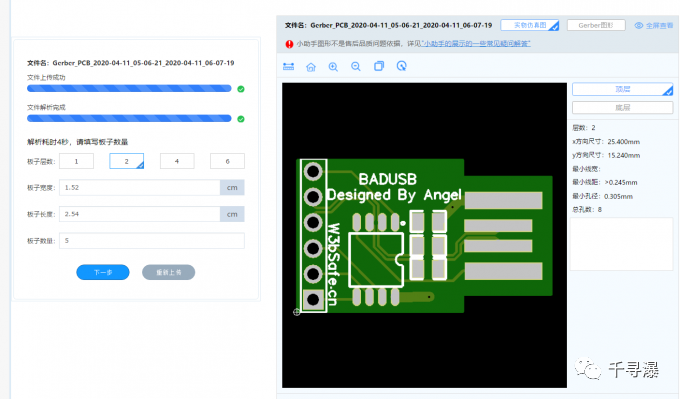 文件名：Gerber_PCB_2020-04-11_05-06-21_2020-04-11_06-07-19
文件上传成功
文件解析完成
解析耗时4秒，请填写板子数量
板子层数： 1 2 4 6
板子宽度： 1.52 cm
板子长度： 2.54 cm
板子数量： 5
下一步 重新上传
文件名：Gerber_PCB_2020-04-11_05-06-21_2020-04-11_06-07-19 实物仿真图 Gerber图形 全屏查看
小助手图形不是售后品质问题依据，详见"小助手的展示的一些常见疑问解答"
BADUSB
Designed By Angel
W3bSafe.cn
顶层
底层
层数：2
x方向尺寸：25.400mm
y方向尺寸：15.240mm
最小线宽：
最小线距：>0.245mm
最小孔径：0.305mm
总孔数：8
千寻瀑